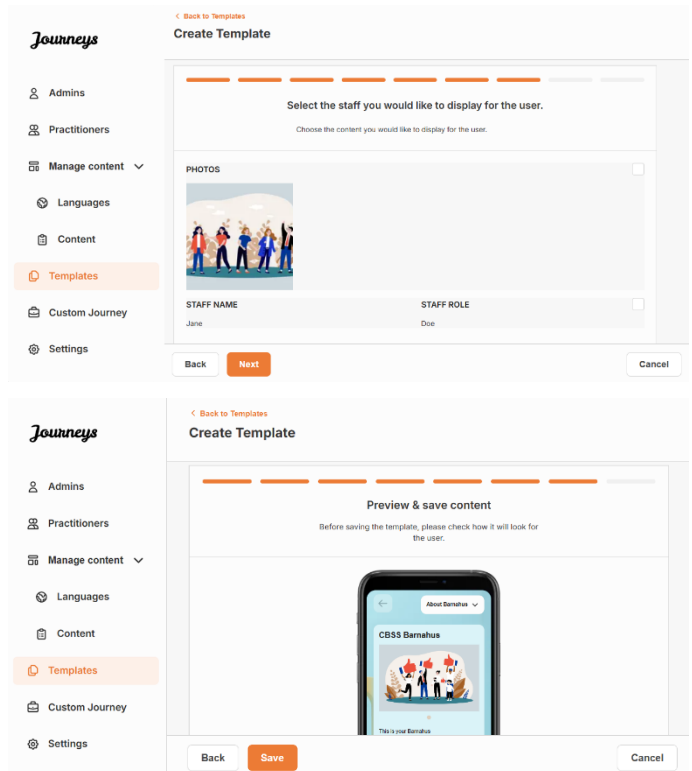 Journeys
Admins
Practitioners
Manage content
Languages
Content
Templates
Custom Journey
Settings
Back to Templates
Create Template
Select the staff you would like to display for the user.
Choose the content you would like to display for the user.
PHOTOS
STAFF NAME STAFF ROLE
Jane Doe
Back Next Cancel
Journeys
Admins
Practitioners
Manage content
Languages
Content
Templates
Custom Journey
Settings
Back to Templates
Create Template
Preview & save content
Before saving the template, please check how it will look for
the user.
About Barnahus
CBSS Barnahus
This is your Barnahus
Back Save Cancel